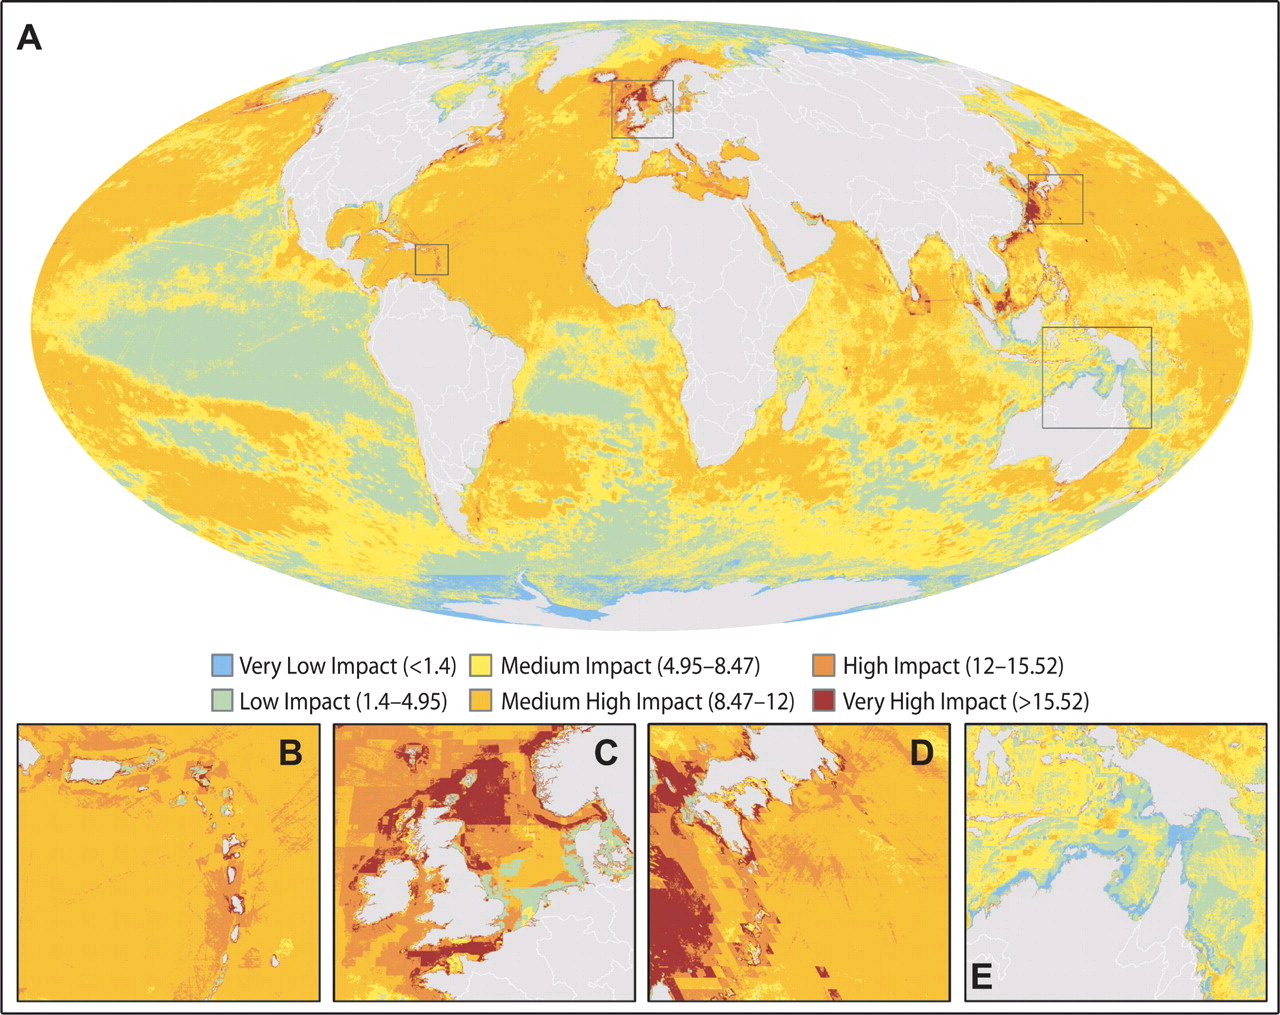 A
Very Low Impact (<1.4) Medium Impact (4.95–8.47) High Impact (12–15.52)
Low Impact (1.4–4.95) Medium High Impact (8.47–12) Very High Impact (>15.52)
B C D
E